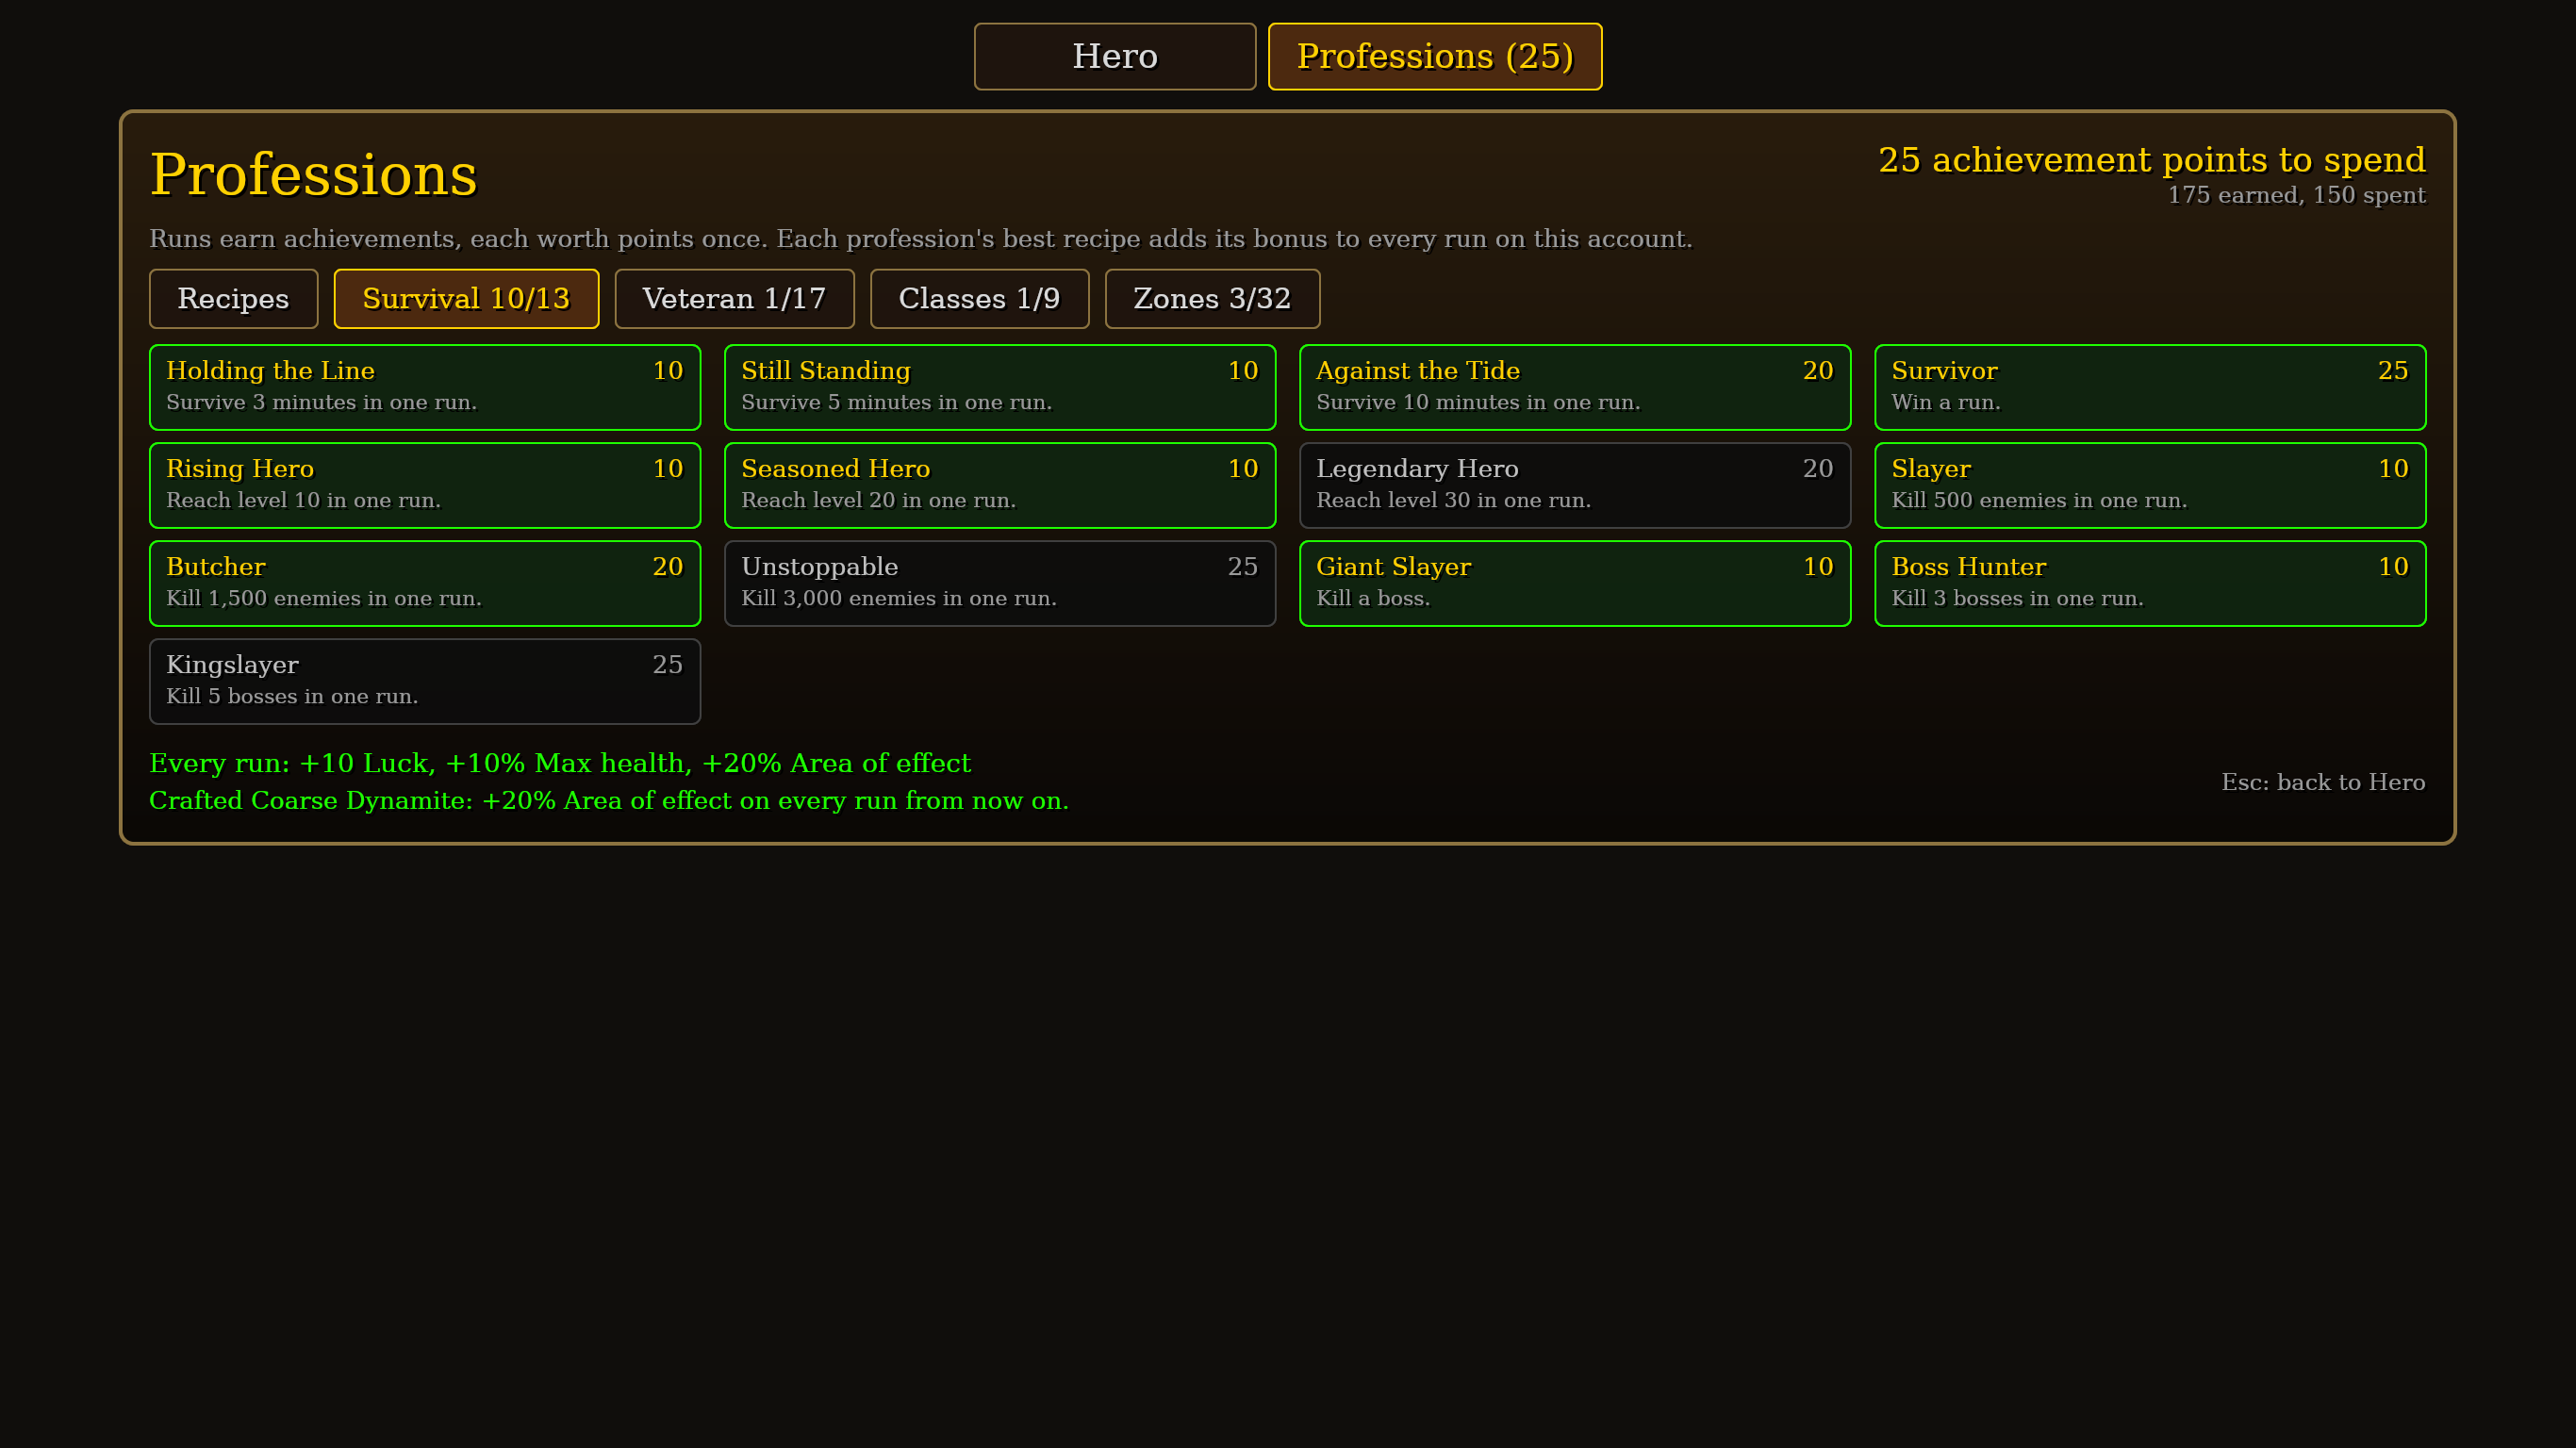 Hero
Professions (25)
Professions
25 achievement points to spend
175 earned, 150 spent
Runs earn achievements, each worth points once. Each profession's best recipe adds its bonus to every run on this account.
Recipes
Survival 10/13
Veteran 1/17
Classes 1/9
Zones 3/32
Holding the Line 10
Survive 3 minutes in one run.
Still Standing 10
Survive 5 minutes in one run.
Against the Tide 20
Survive 10 minutes in one run.
Survivor 25
Win a run.
Rising Hero 10
Reach level 10 in one run.
Seasoned Hero 10
Reach level 20 in one run.
Legendary Hero 20
Reach level 30 in one run.
Slayer 10
Kill 500 enemies in one run.
Butcher 20
Kill 1,500 enemies in one run.
Unstoppable 25
Kill 3,000 enemies in one run.
Giant Slayer 10
Kill a boss.
Boss Hunter 10
Kill 3 bosses in one run.
Kingslayer 25
Kill 5 bosses in one run.
Every run: +10 Luck, +10% Max health, +20% Area of effect
Crafted Coarse Dynamite: +20% Area of effect on every run from now on.
Esc: back to Hero